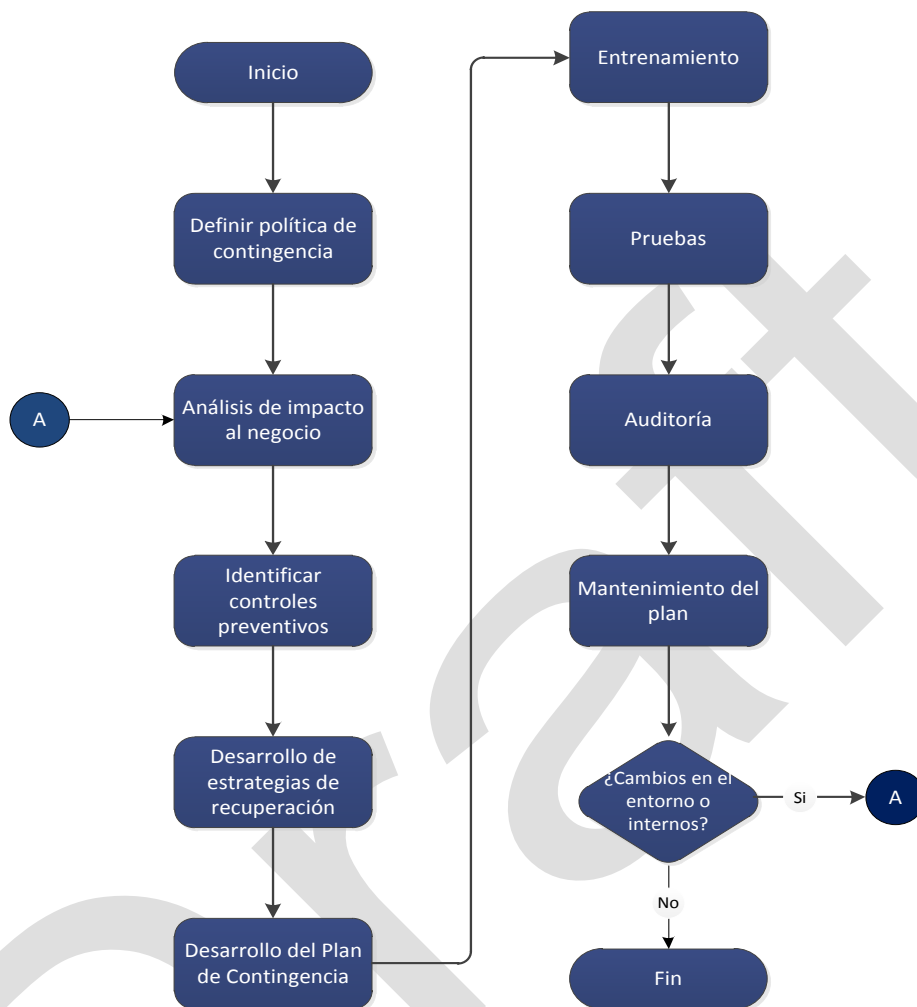 Inicio
Definir política de
contingencia
A
Análisis de impacto
al negocio
Identificar
controles
preventivos
Desarrollo de
estrategias de
recuperación
Desarrollo del Plan
de Contingencia
Entrenamiento
Pruebas
Auditoría
Mantenimiento del
plan
¿Cambios en el
entorno o
internos?
Si
A
No
Fin
Draft